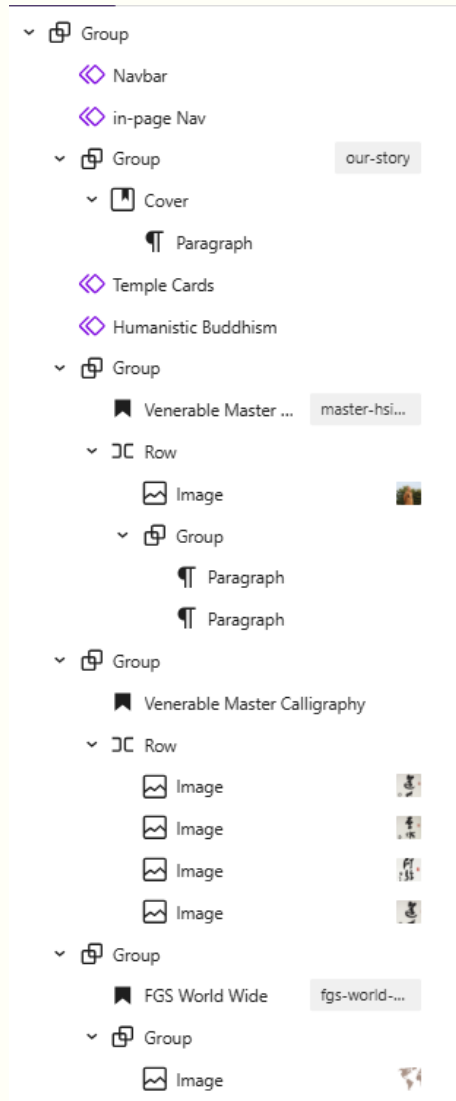 Group
Navbar
in-page Nav
Group our-story
Cover
Paragraph
Temple Cards
Humanistic Buddhism
Group
Venerable Master ... master-hsi...
Row
Image
Group
Paragraph
Paragraph
Group
Venerable Master Calligraphy
Row
Image
Image
Image
Image
Group
FGS World Wide fgs-world-...
Group
Image